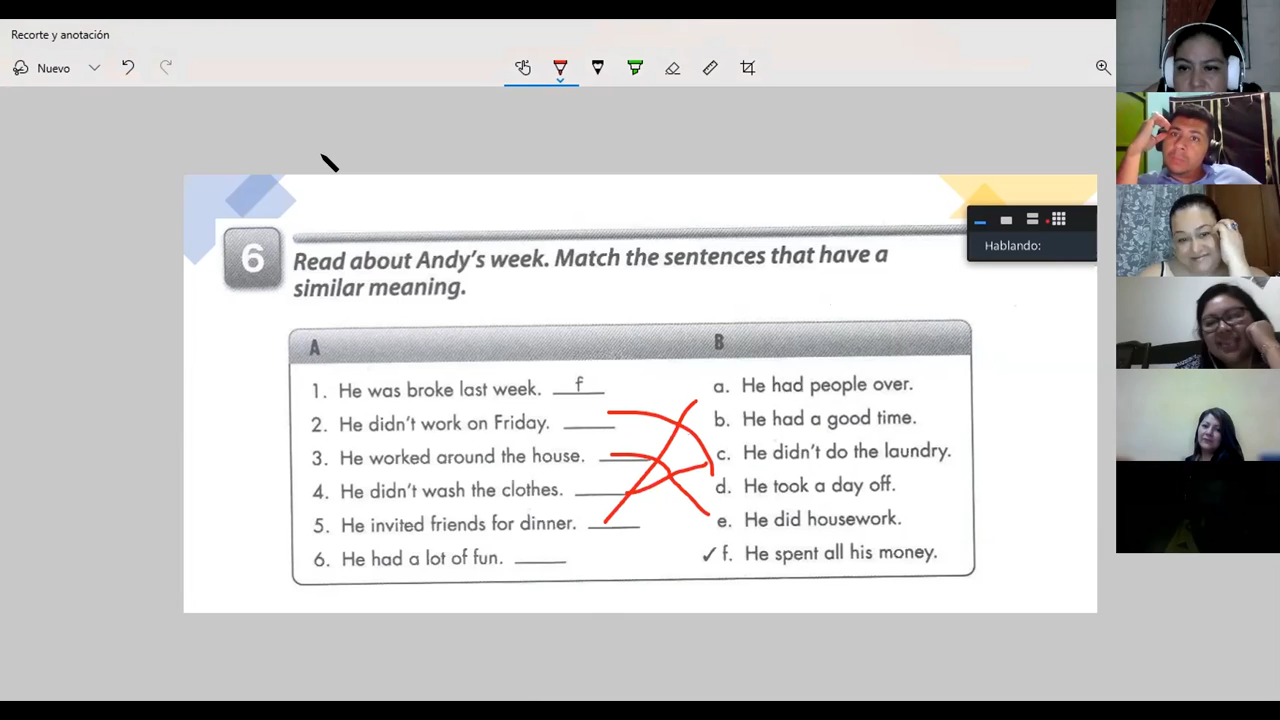 Recorte y anotación
Nuevo
Hablando:
6
Read about Andy's week. Match the sentences that have a
similar meaning.
A
B
1. He was broke last week. f
a. He had people over.
2. He didn't work on Friday.
b. He had a good time.
3. He worked around the house.
c. He didn't do the laundry.
4. He didn't wash the clothes.
d. He took a day off.
5. He invited friends for dinner.
e. He did housework.
6. He had a lot of fun.
✓ f. He spent all his money.